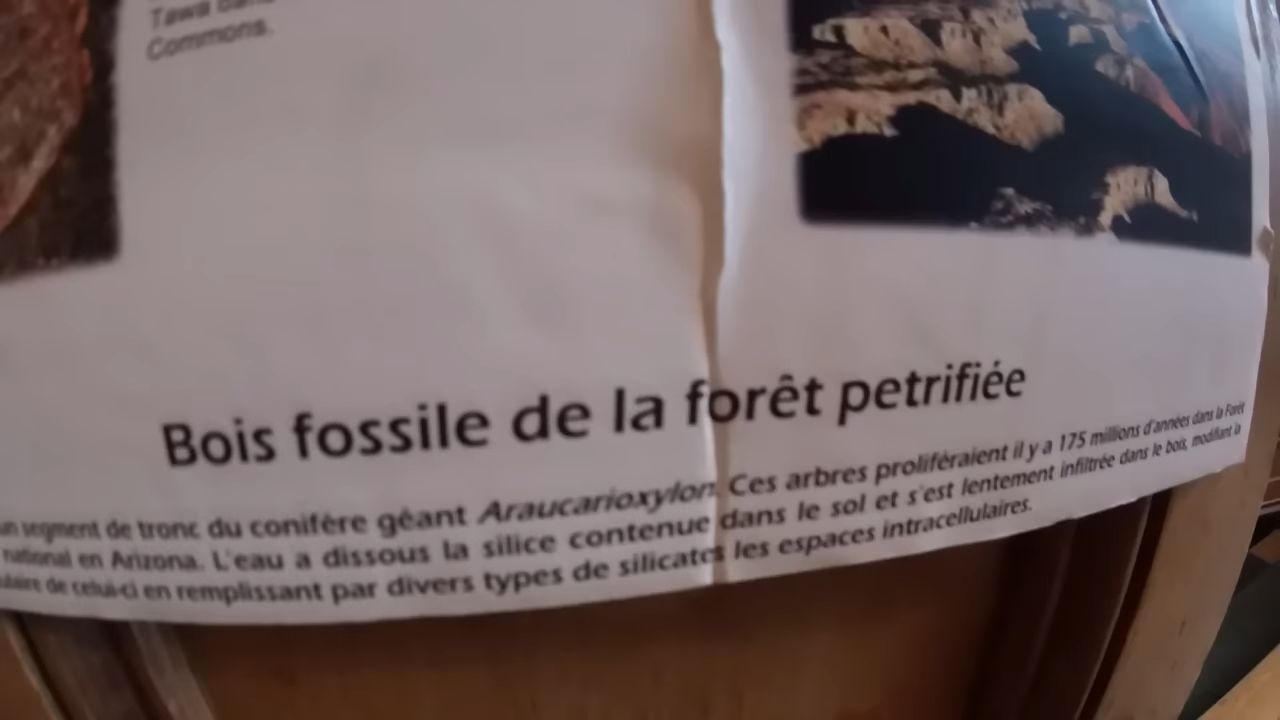 Tawa
Commons.
Bois fossile de la forêt petrifiée
un segment de tronc du conifère géant Araucarioxylon. Ces arbres proliféraient il y a 175 millions d'années dans la Forêt
national en Arizona. L'eau a dissous la silice contenue dans le sol et s'est lentement infiltrée dans le bois, modifiant la
de celui-ci en remplissant par divers types de silicates les espaces intracellulaires.